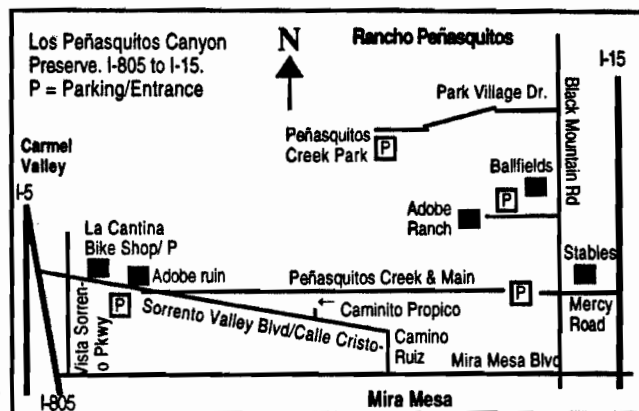 Los Peñasquitos Canyon
Preserve. I-805 to I-15.
P = Parking/Entrance
N
Rancho Peñasquitos
I-15
Park Village Dr.
Black Mountain Rd
Peñasquitos
Creek Park
P
Carmel
Valley
I-5
Ballfields
P
Adobe
Ranch
La Cantina
Bike Shop/ P
Adobe ruin
Stables
Peñasquitos Creek & Main
P
Mercy
Road
P
Caminito Propico
Vista Sorren-
o Pkwy
Sorrento Valley Blvd/Calle Cristo-
Camino
Ruiz
Mira Mesa Blvd
I-805
Mira Mesa